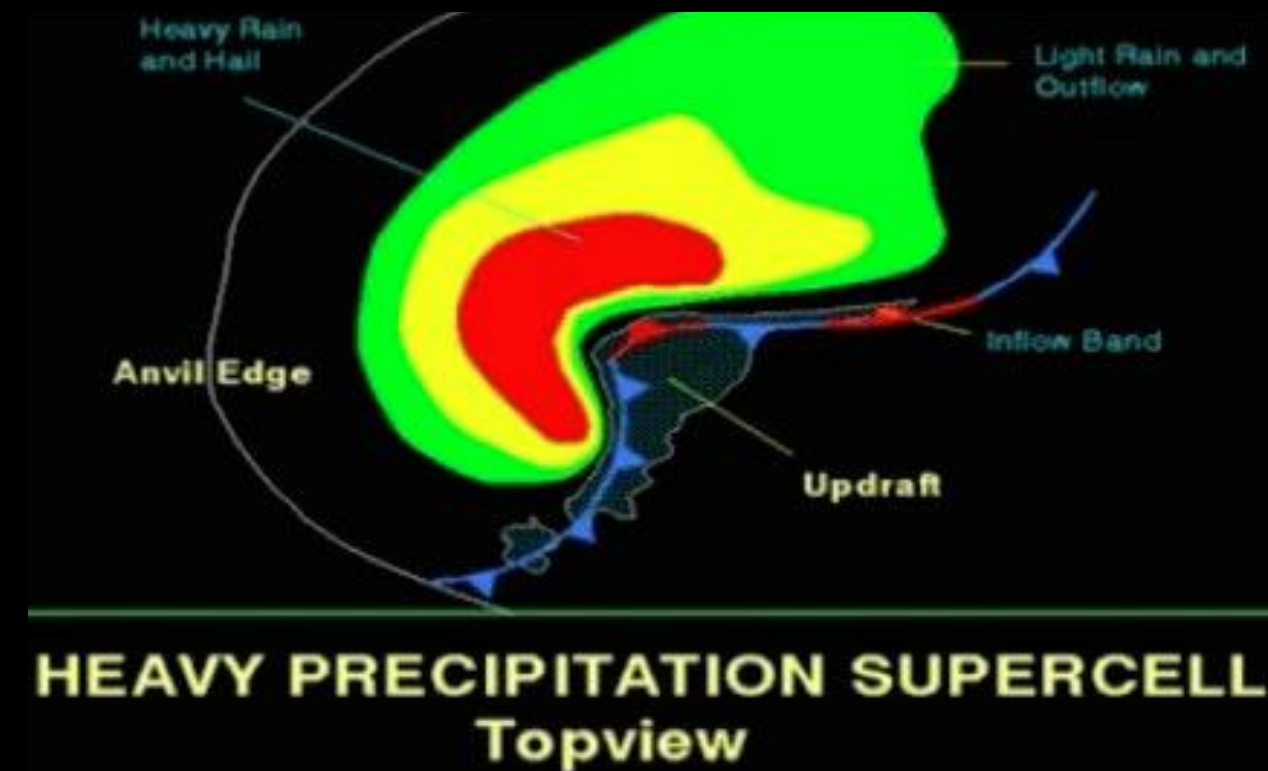 Heavy Rain
and Hail
Light Rain and
Outflow
Inflow Band
Anvil Edge
Updraft
HEAVY PRECIPITATION SUPERCELL
Topview